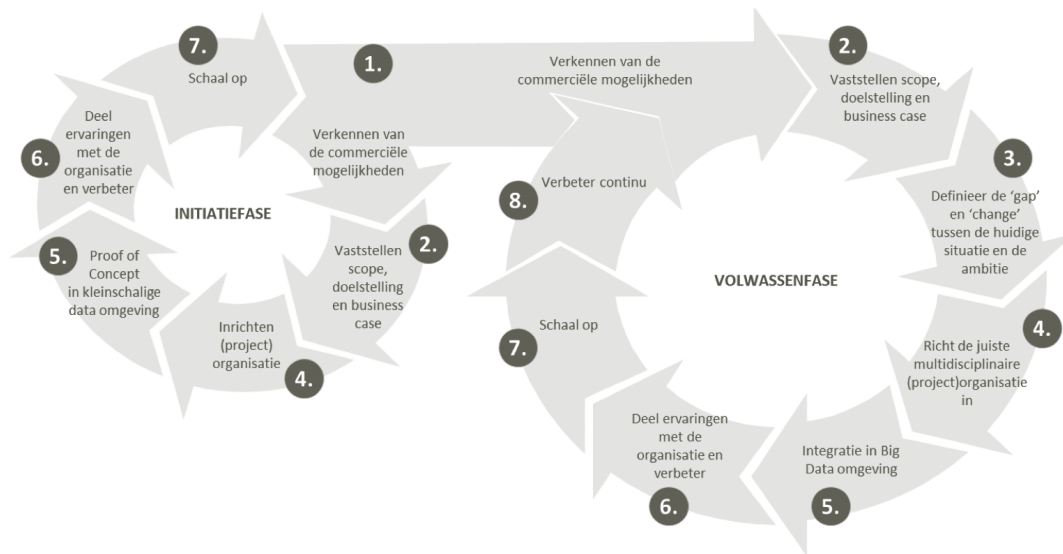 1.
Verkennen van
de commerciële
mogelijkheden
2.
Vaststellen
scope,
doelstelling
en business
case
4.
Inrichten
(project)
organisatie
5.
Proof of
Concept
in kleinschalige
data omgeving
6.
Deel
ervaringen
met de
organisatie
en verbeter
7.
Schaal op
INITIATIEFASE
Verkennen van de
commerciële mogelijkheden
2.
Vaststellen scope,
doelstelling en
business case
3.
Definieer de ‘gap’
en ‘change’
tussen de huidige
situatie en de
ambitie
4.
Richt de juiste
multidisciplinaire
(project)organisatie
in
Integratie in Big
Data omgeving
5.
Deel ervaringen
met de
organisatie en
verbeter
6.
Schaal op
7.
8.
Verbeter continu
VOLWASSENFASE